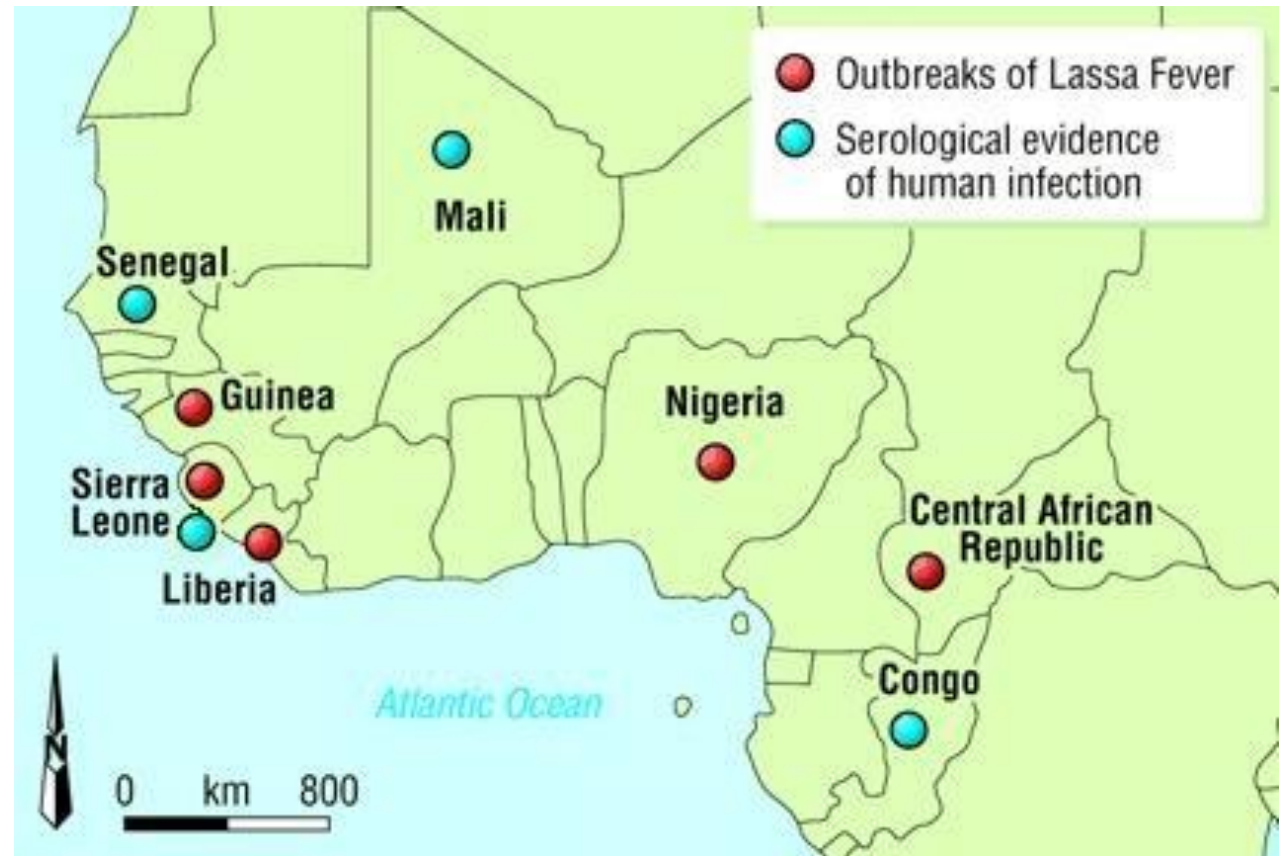 Outbreaks of Lassa Fever
Serological evidence
of human infection
Mali
Senegal
Guinea
Nigeria
Sierra
Leone
Central African
Republic
Liberia
Congo
Atlantic Ocean
N
0 km 800